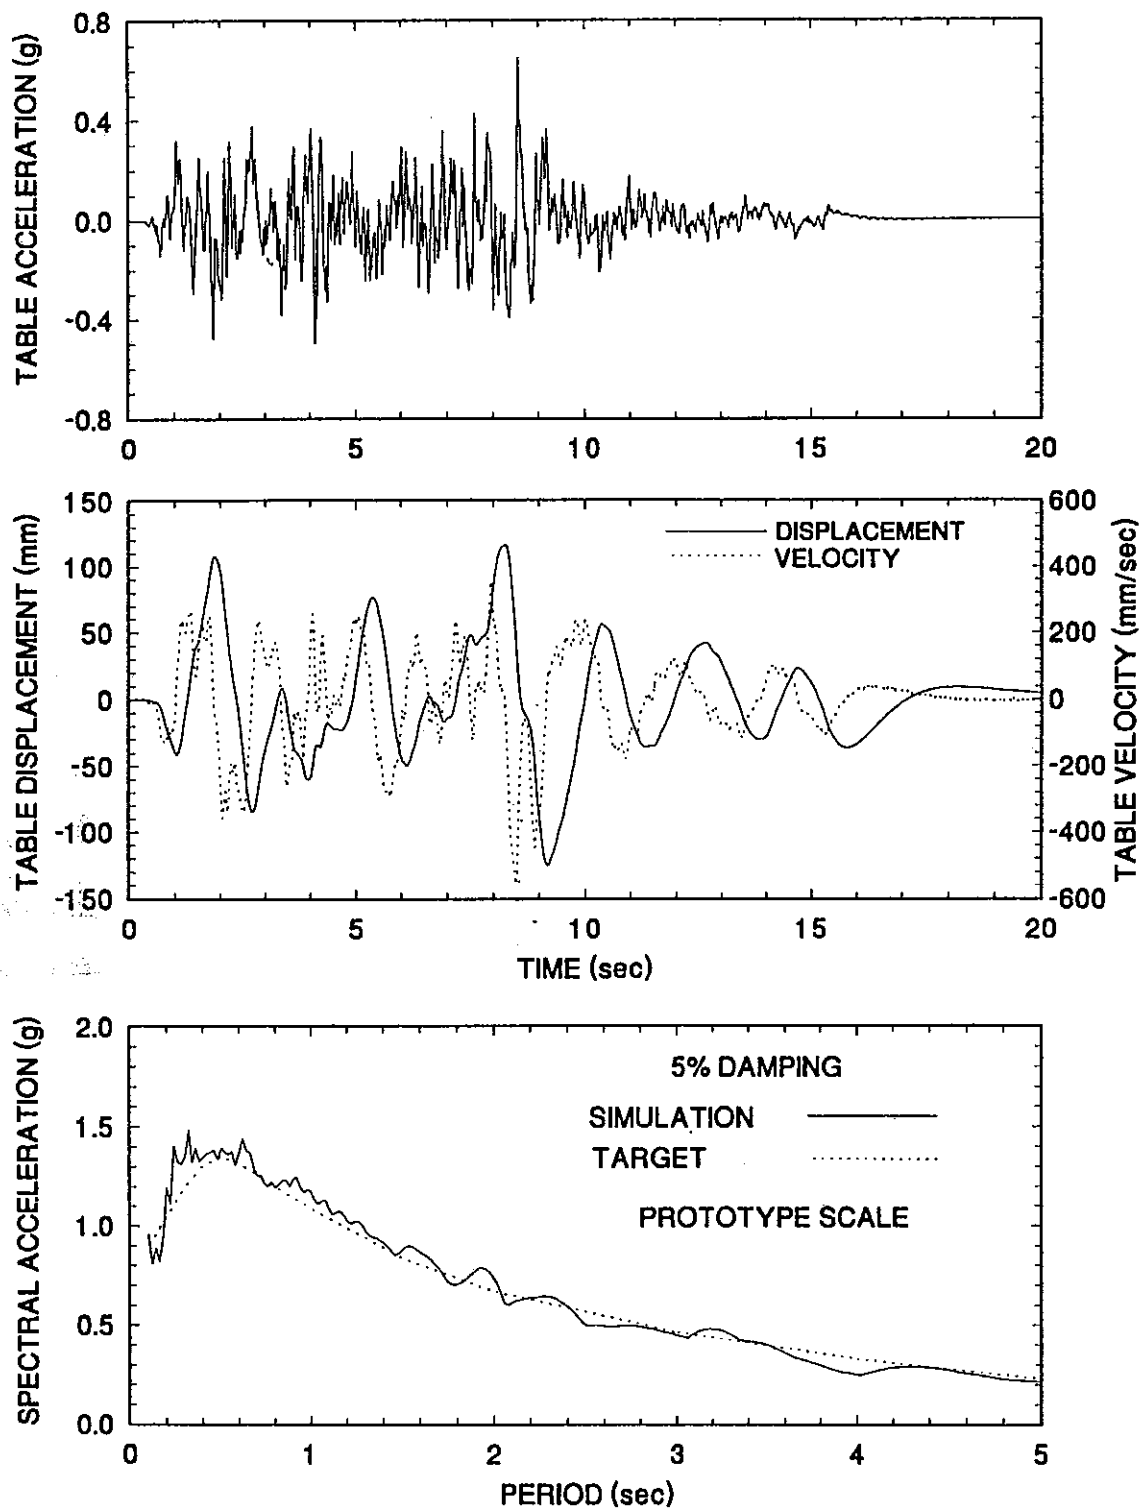 TABLE ACCELERATION (g)
0.8
0.4
0.0
-0.4
-0.8
0 5 10 15 20
TABLE DISPLACEMENT (mm)
150
100
50
0
-50
-100
-150
DISPLACEMENT
VELOCITY
600
400
200
0
-200
-400
-600
TABLE VELOCITY (mm/sec)
0 5 10 15 20
TIME (sec)
SPECTRAL ACCELERATION (g)
2.0
1.5
1.0
0.5
0.0
5% DAMPING
SIMULATION
TARGET
PROTOTYPE SCALE
0 1 2 3 4 5
PERIOD (sec)